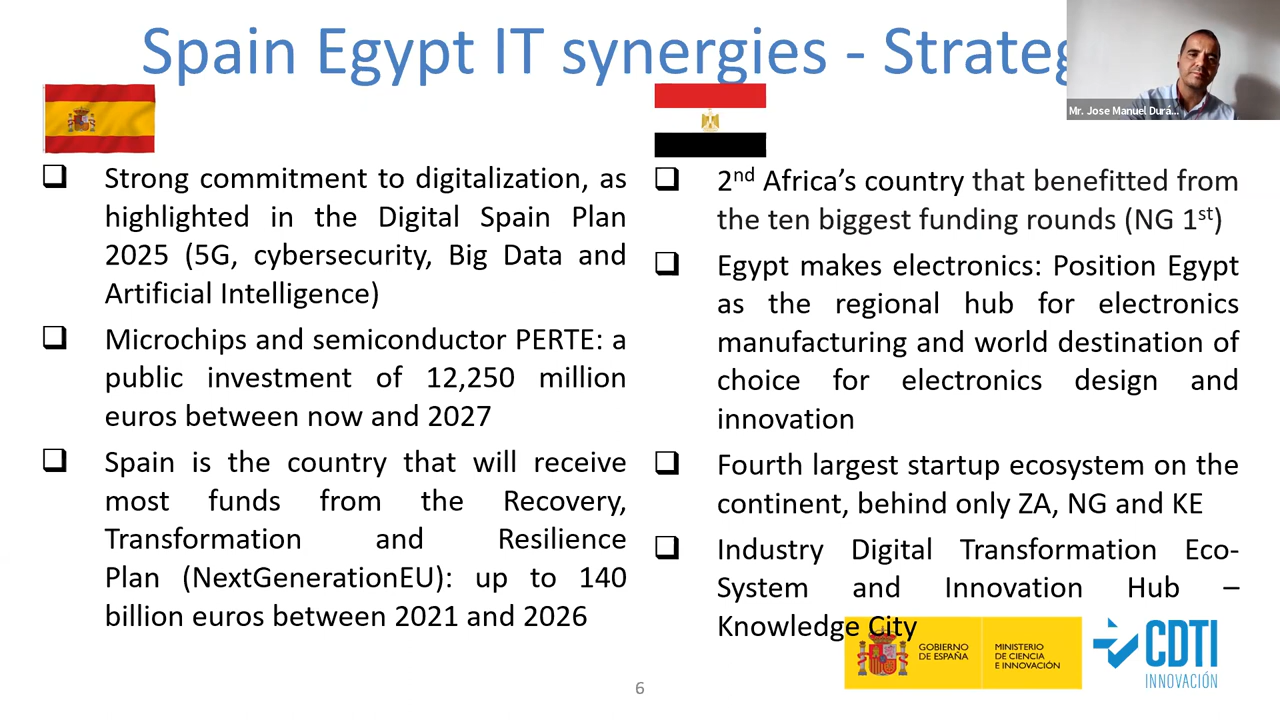 Spain Egypt IT synergies - Strateg
Mr. Jose Manuel Durá...
❑ Strong commitment to digitalization, as
highlighted in the Digital Spain Plan
2025 (5G, cybersecurity, Big Data and
Artificial Intelligence)
❑ Microchips and semiconductor PERTE: a
public investment of 12,250 million
euros between now and 2027
❑ Spain is the country that will receive
most funds from the Recovery,
Transformation and Resilience
Plan (NextGenerationEU): up to 140
billion euros between 2021 and 2026
❑ 2nd Africa’s country that benefitted from
the ten biggest funding rounds (NG 1st)
❑ Egypt makes electronics: Position Egypt
as the regional hub for electronics
manufacturing and world destination of
choice for electronics design and
innovation
❑ Fourth largest startup ecosystem on the
continent, behind only ZA, NG and KE
❑ Industry Digital Transformation Eco-
System and Innovation Hub –
Knowledge City
GOBIERNO
DE ESPAÑA
MINISTERIO
DE CIENCIA
E INNOVACIÓN
CDTI
INNOVACIÓN
6